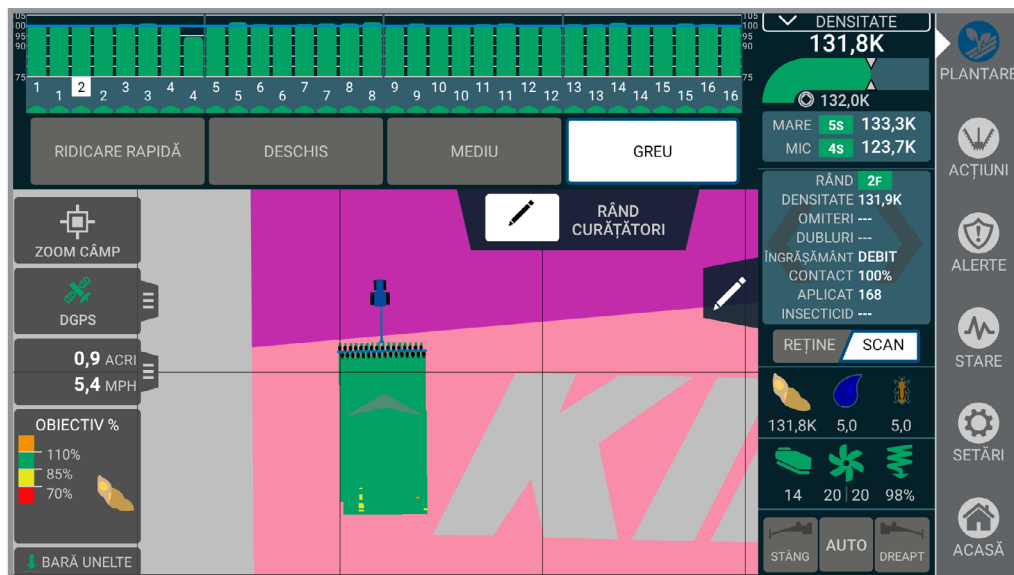 105
100
95
90
75
105
100
95
90
75
1 1 2 2 3 3 4 4 5 5 6 6 7 7 8 8 9 9 10 10 11 11 12 12 13 13 14 14 15 15 16 16
RIDICARE RAPIDĂ
DESCHIS
MEDIU
GREU
RÂND
CURĂȚĂTORI
ZOOM CÂMP
DGPS
0,9 ACRI
5,4 MPH
OBIECTIV %
110%
85%
70%
BARĂ UNELTE
KI
DENSITATE
131,8K
132,0K
MARE 5S 133,3K
MIC 4S 123,7K
RÂND 2F
DENSITATE 131,9K
OMITERI ---
DUBLURI ---
ÎNGRĂȘĂMÂNT DEBIT
CONTACT 100%
APLICAT 168
INSECTICID ---
REȚINE
SCAN
131,8K 5,0 5,0
14 20 20 98%
STÂNG
AUTO
DREAPT
PLANTARE
ACȚIUNI
ALERTE
STARE
SETĂRI
ACASĂ